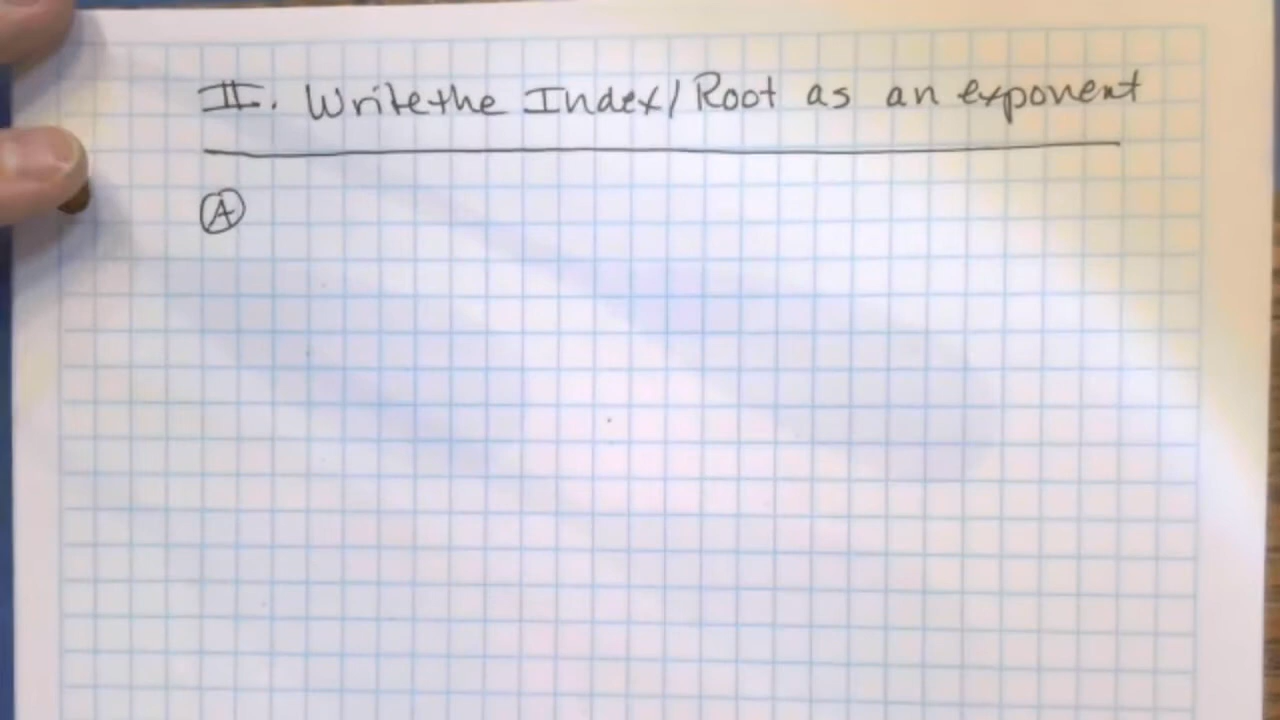 II. Write the Index/Root as an exponent
Ⓐ